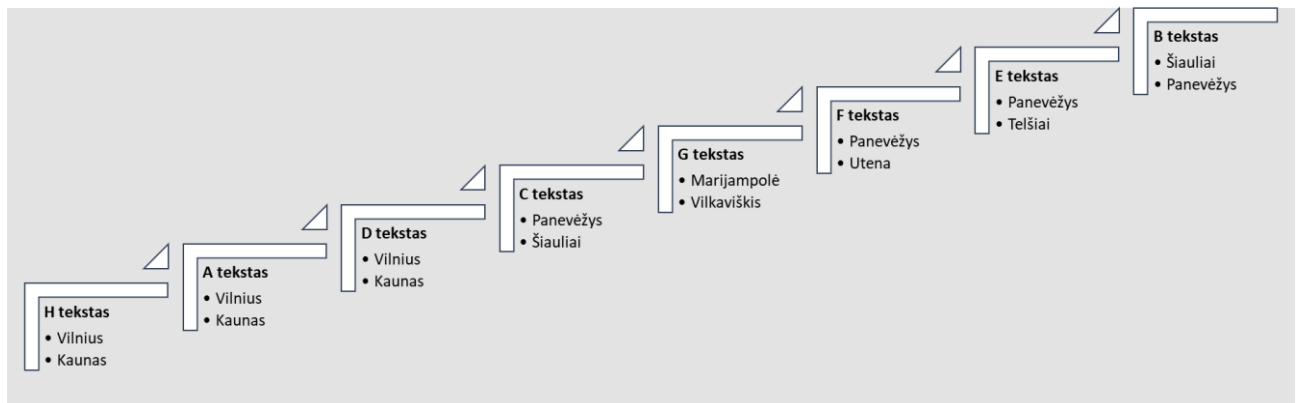 H tekstas
• Vilnius
• Kaunas
A tekstas
• Vilnius
• Kaunas
D tekstas
• Vilnius
• Kaunas
C tekstas
• Panevėžys
• Šiauliai
G tekstas
• Marijampolė
• Vilkaviškis
F tekstas
• Panevėžys
• Utena
E tekstas
• Panevėžys
• Telšiai
B tekstas
• Šiauliai
• Panevėžys